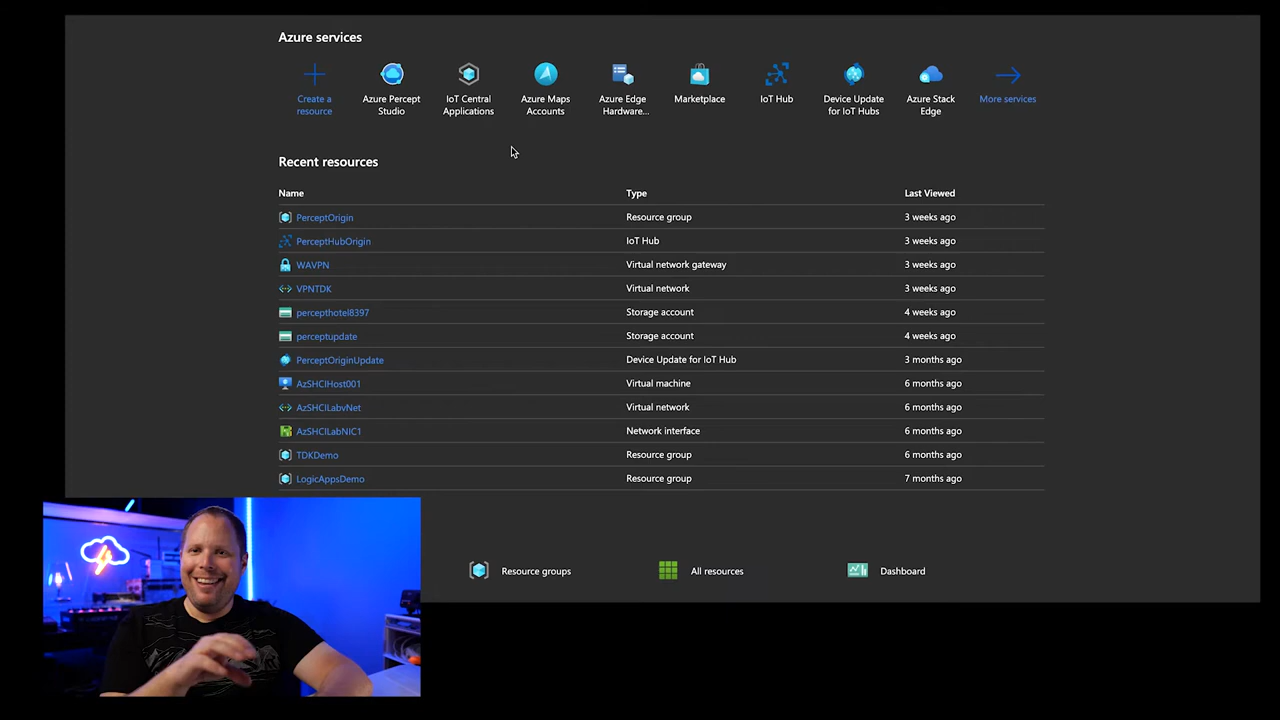 Azure services
Create a resource
Azure Percept Studio
IoT Central Applications
Azure Maps Accounts
Azure Edge Hardware...
Marketplace
IoT Hub
Device Update for IoT Hubs
Azure Stack Edge
More services
Recent resources
Name Type Last Viewed
PerceptOrigin Resource group 3 weeks ago
PerceptHubOrigin IoT Hub 3 weeks ago
WAVPN Virtual network gateway 3 weeks ago
VPNTDK Virtual network 3 weeks ago
percepthotel8397 Storage account 4 weeks ago
perceptupdate Storage account 4 weeks ago
PerceptOriginUpdate Device Update for IoT Hub 3 months ago
AzSHCIHost001 Virtual machine 6 months ago
AzSHCILabvNet Virtual network 6 months ago
AzSHCILabNIC1 Network interface 6 months ago
TDKDemo Resource group 6 months ago
LogicAppsDemo Resource group 7 months ago
Resource groups All resources Dashboard